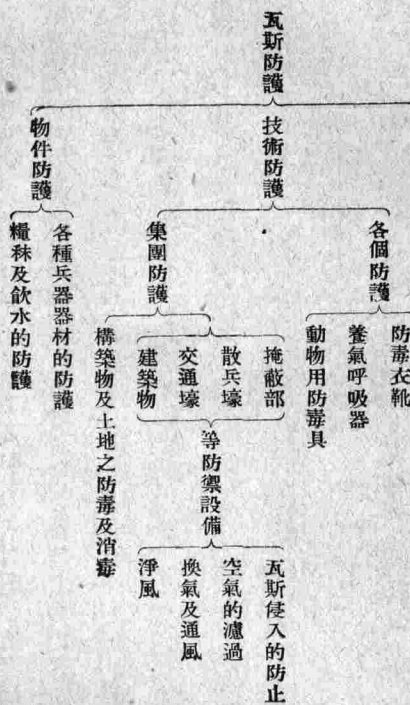 瓦斯防護
技術防護
各個防護
防毒衣靴
養氣呼吸器
動物用防毒具
集團防護
掩蔽部
散兵壕
交通壕
建築物
等防禦設備
瓦斯侵入的防止
空氣的濾過
換氣及通風
淨風
構築物及土地之防毒及消毒
物件防護
各種兵器器材的防護
糧秣及飲水的防護